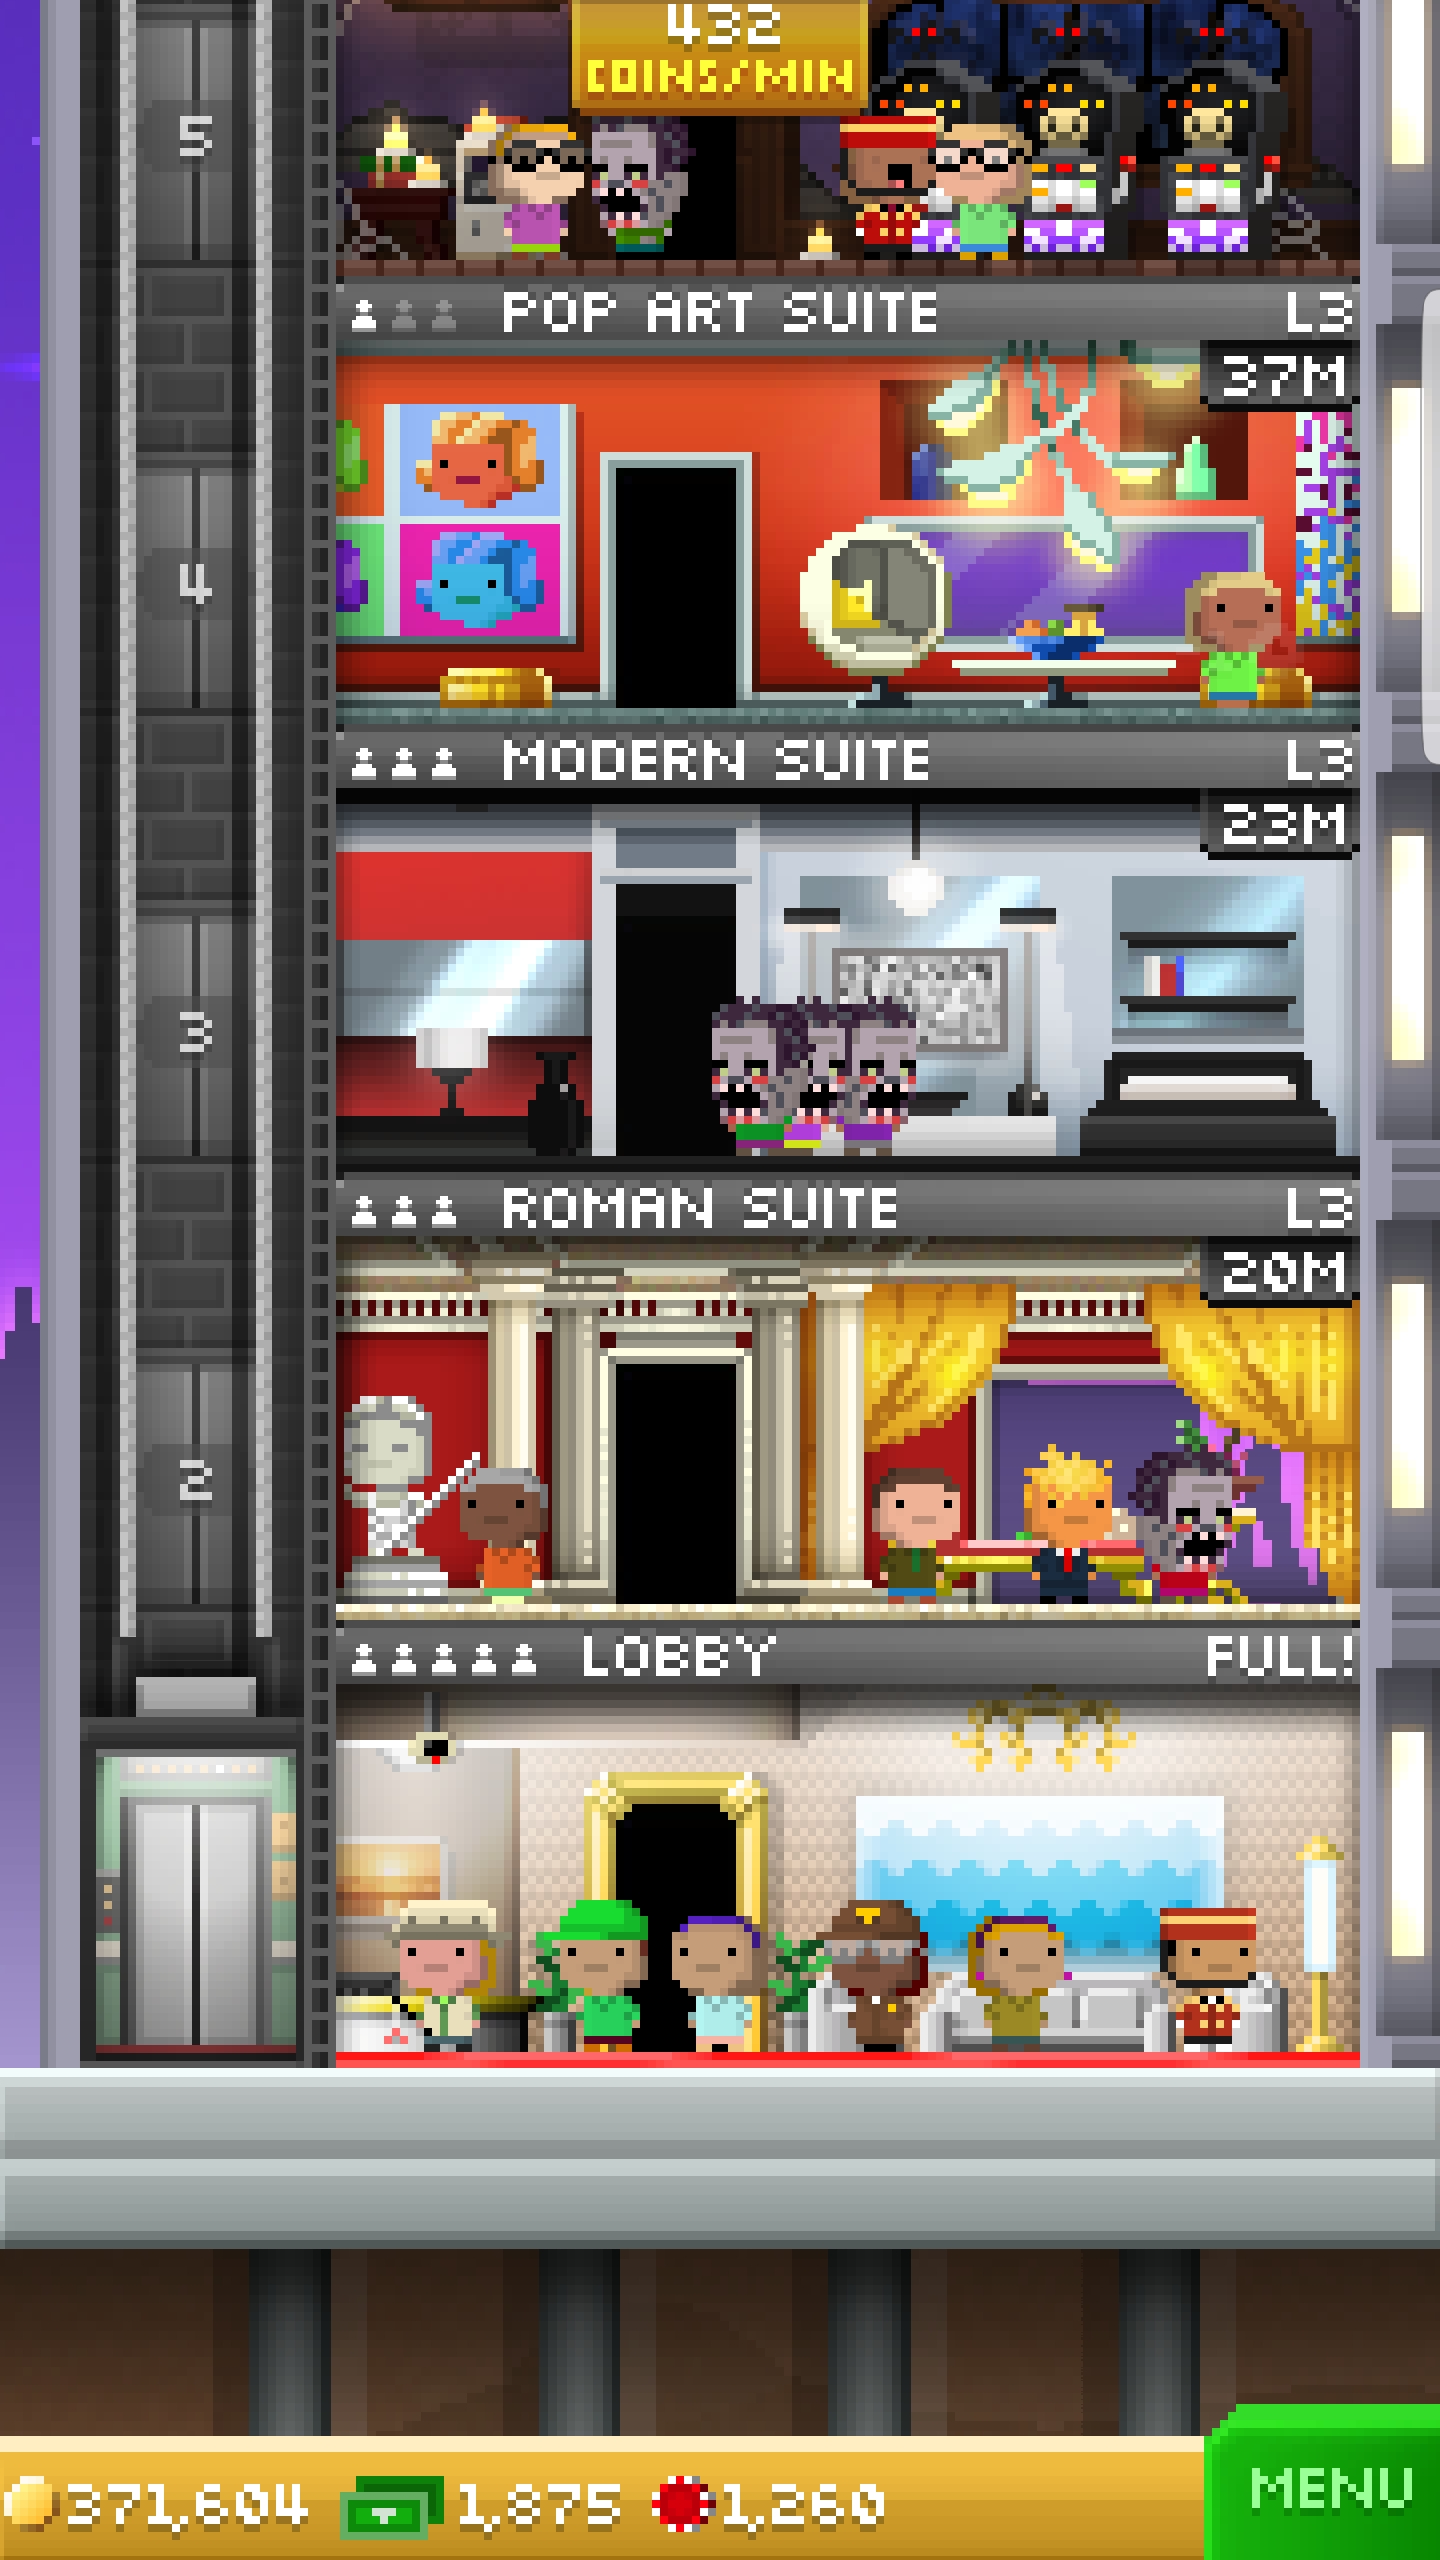 432
COINS/MIN
5
POP ART SUITE L3
37M
4
MODERN SUITE L3
23M
3
ROMAN SUITE L3
20M
2
LOBBY FULL!
371,604 1,875 1,260 MENU